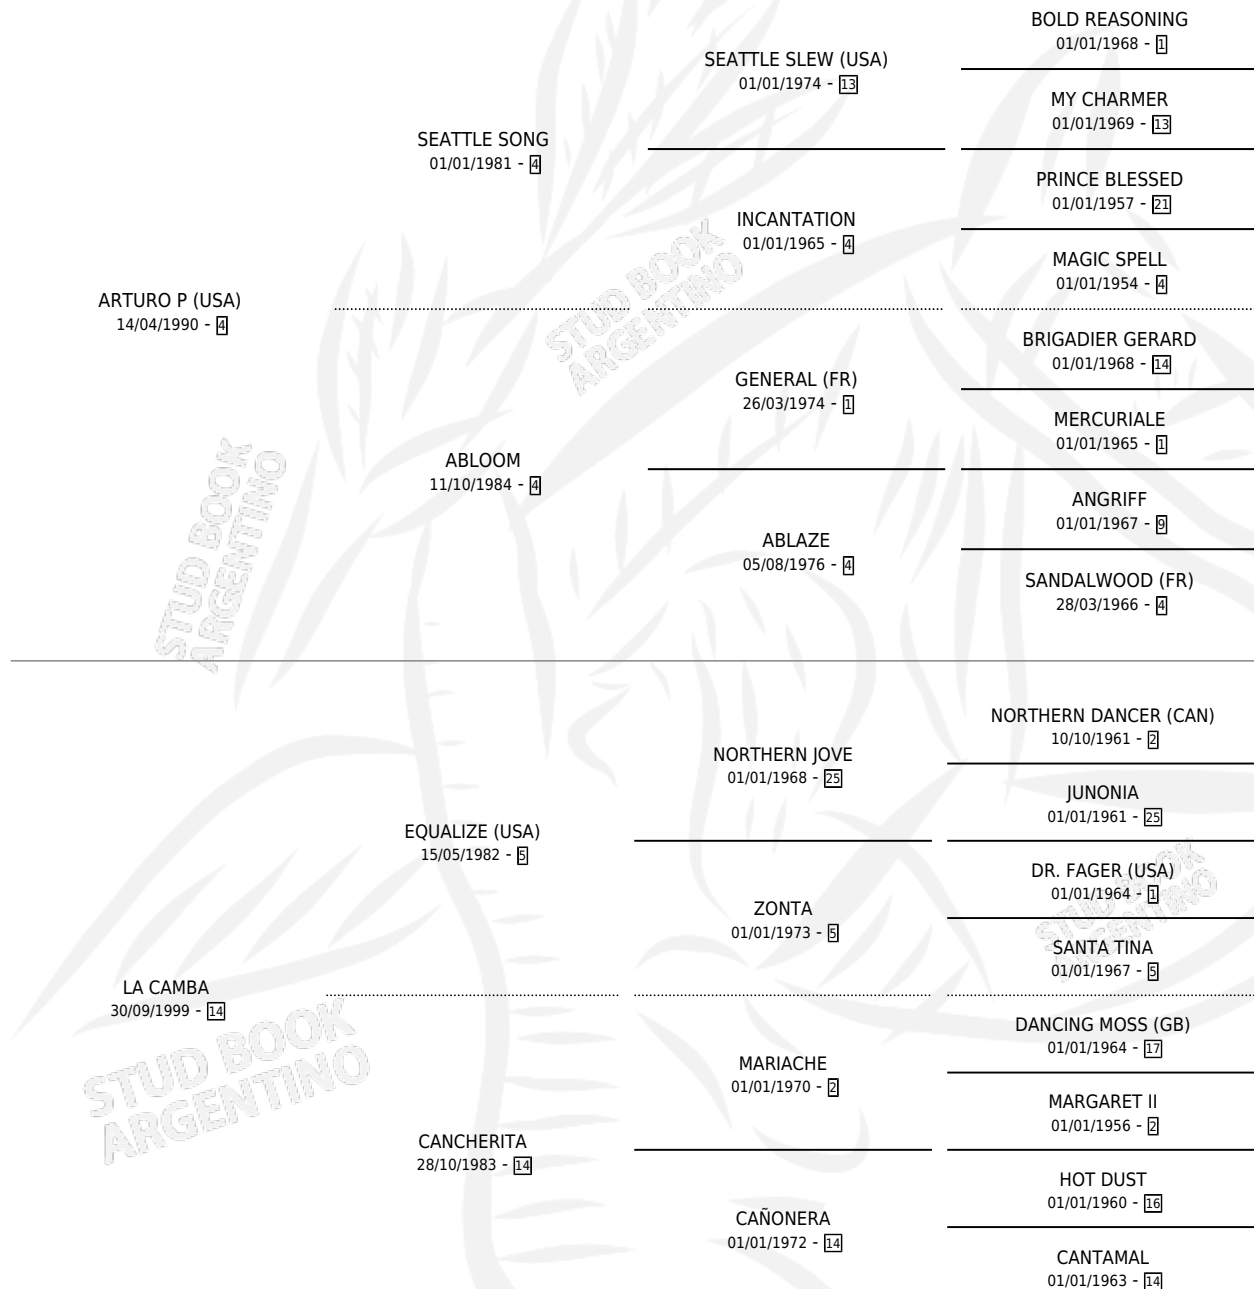 BOLD REASONING
01/01/1968 - 1
SEATTLE SLEW (USA)
01/01/1974 - 13
MY CHARMER
01/01/1969 - 13
SEATTLE SONG
01/01/1981 - 4
PRINCE BLESSED
01/01/1957 - 21
INCANTATION
01/01/1965 - 4
MAGIC SPELL
01/01/1954 - 4
ARTURO P (USA)
14/04/1990 - 4
BRIGADIER GERARD
01/01/1968 - 14
GENERAL (FR)
26/03/1974 - 1
MERCURIALE
01/01/1965 - 1
ABLOOM
11/10/1984 - 4
ANGRIFF
01/01/1967 - 9
ABLAZE
05/08/1976 - 4
SANDALWOOD (FR)
28/03/1966 - 4
NORTHERN DANCER (CAN)
10/10/1961 - 2
NORTHERN JOVE
01/01/1968 - 25
JUNONIA
01/01/1961 - 25
EQUALIZE (USA)
15/05/1982 - 5
DR. FAGER (USA)
01/01/1964 - 1
ZONTA
01/01/1973 - 5
SANTA TINA
01/01/1967 - 5
LA CAMBA
30/09/1999 - 14
DANCING MOSS (GB)
01/01/1964 - 17
MARIACHE
01/01/1970 - 2
MARGARET II
01/01/1956 - 2
CANCHERITA
28/10/1983 - 14
HOT DUST
01/01/1960 - 16
CAÑONERA
01/01/1972 - 14
CANTAMAL
01/01/1963 - 14
STUD BOOK
ARGENTINO
STUD BOOK
ARGENTINO
STUD BOOK
ARGENTINO
STUD BOOK
ARGENTINO